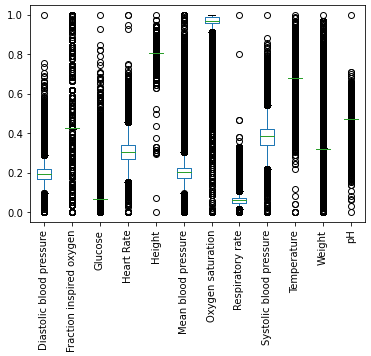 1.0
0.8
0.6
0.4
0.2
0.0
Diastolic blood pressure
Fraction inspired oxygen
Glucose
Heart Rate
Height
Mean blood pressure
Oxygen saturation
Respiratory rate
Systolic blood pressure
Temperature
Weight
pH